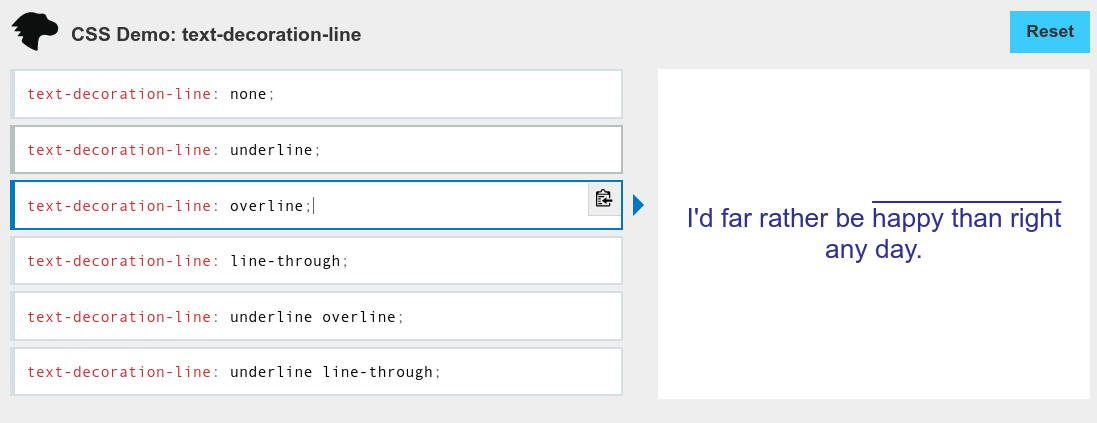 CSS Demo: text-decoration-line
Reset
text-decoration-line: none;
text-decoration-line: underline;
text-decoration-line: overline;
text-decoration-line: line-through;
text-decoration-line: underline overline;
text-decoration-line: underline line-through;
I'd far rather be happy than right
any day.